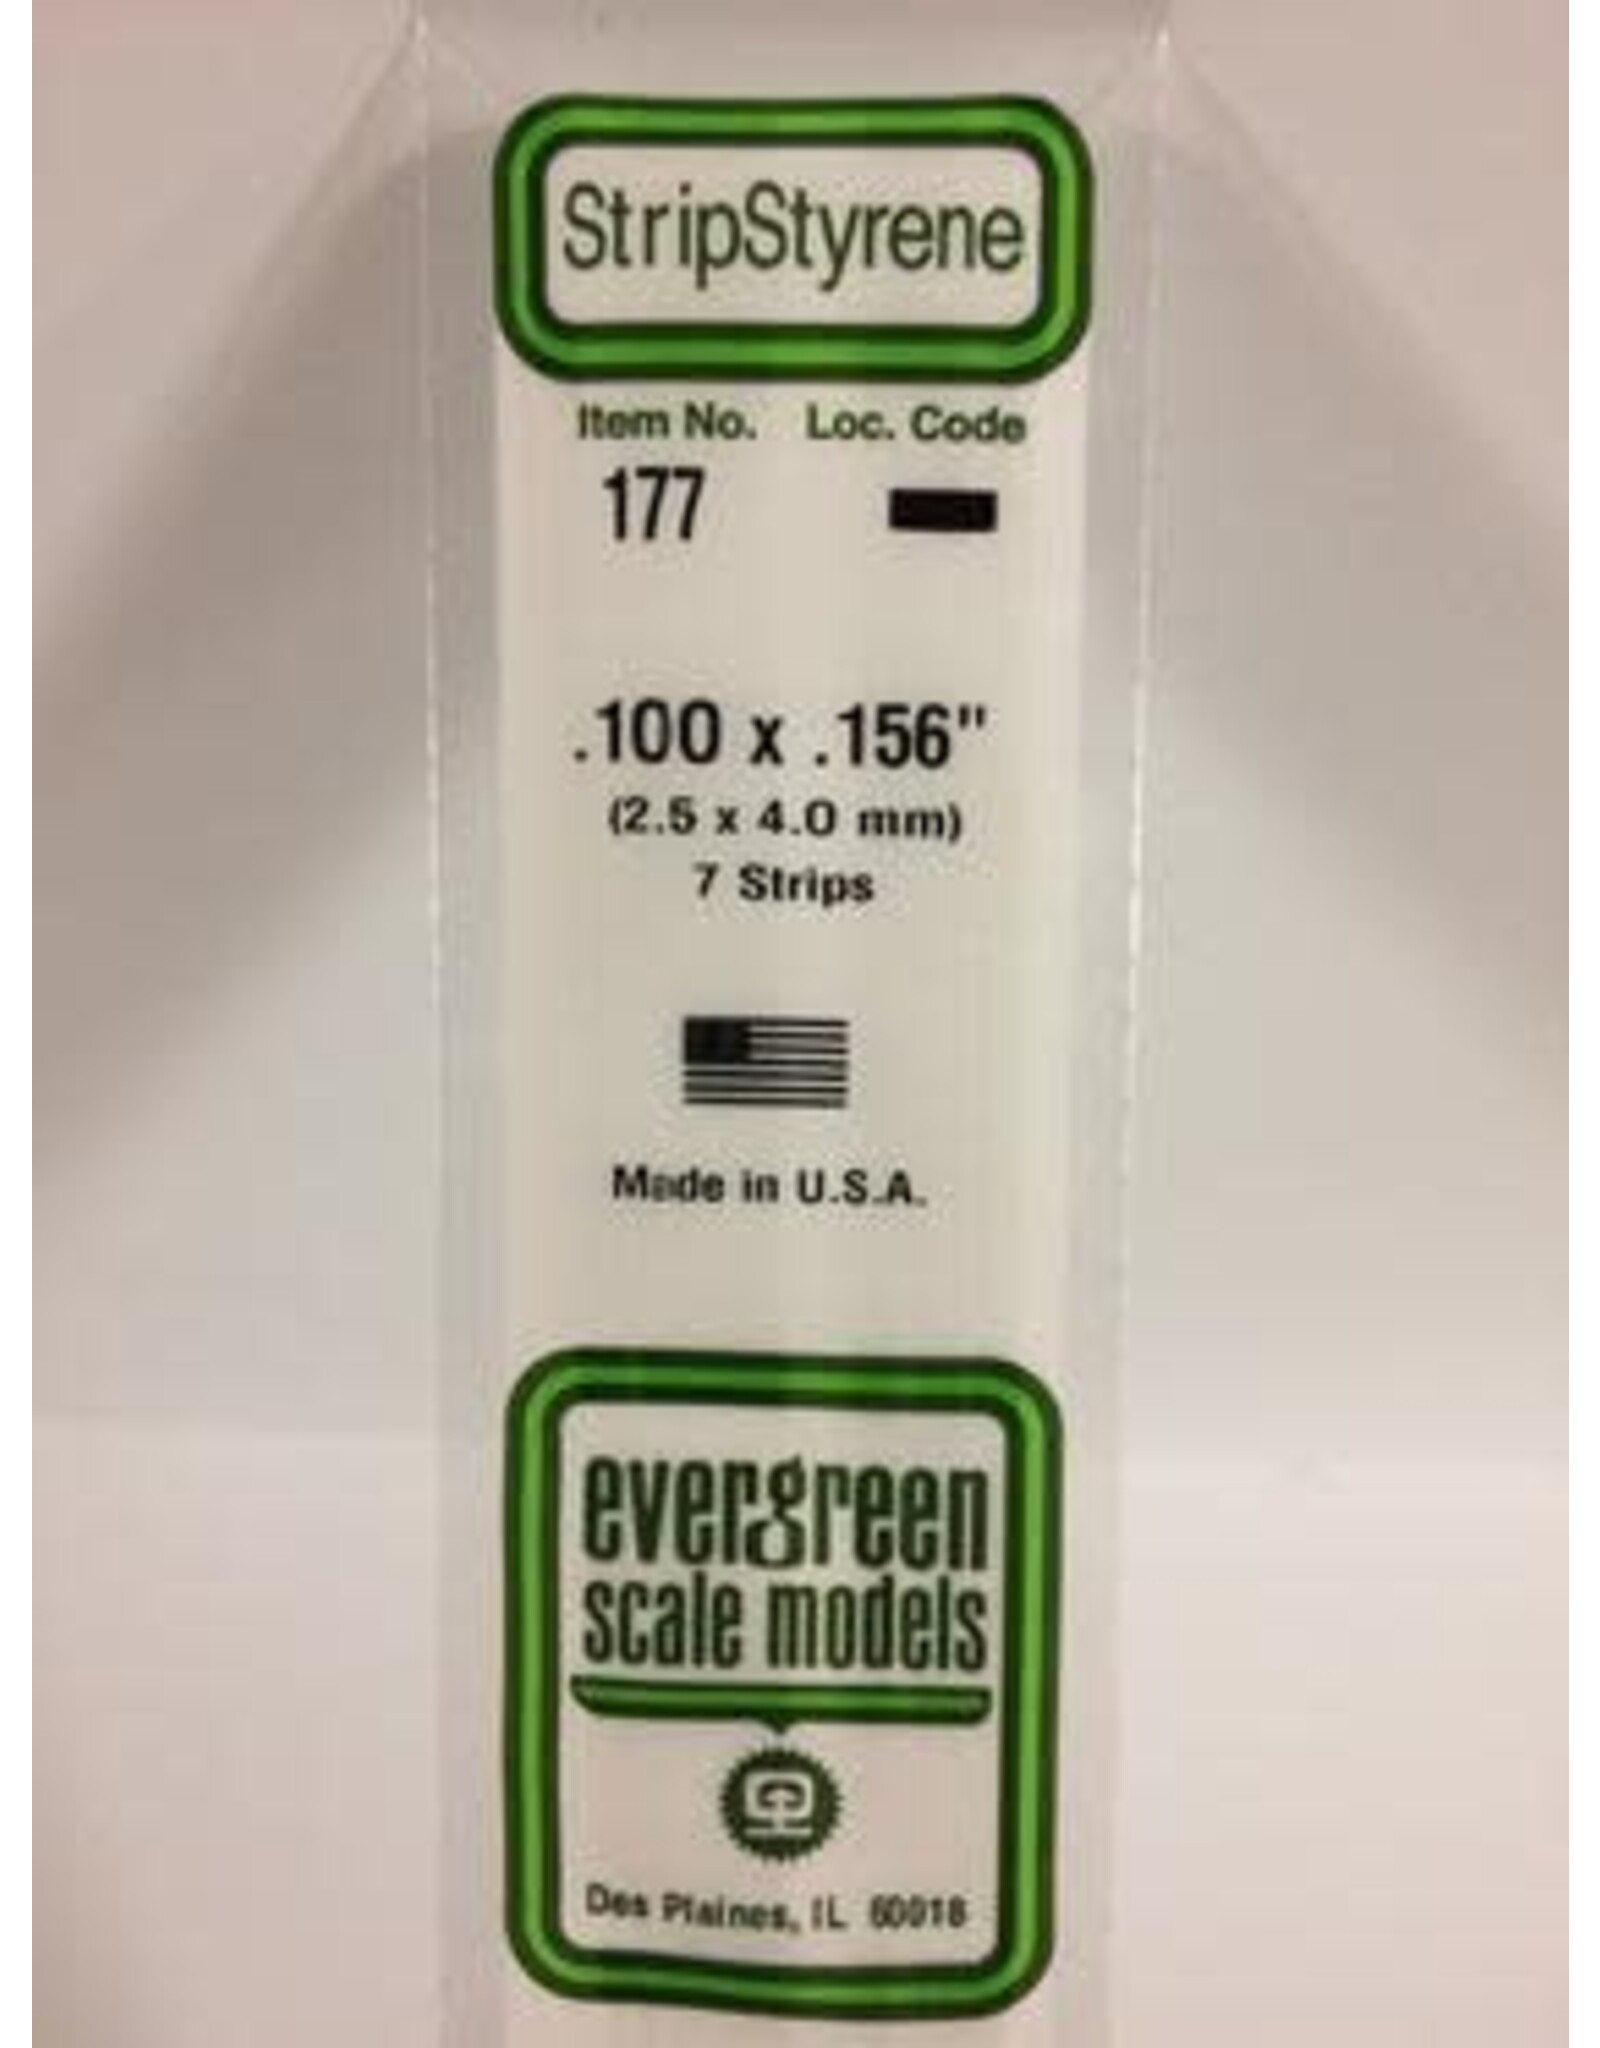 StripStyrene
Item No. Loc. Code
177
.100 x .156"
(2.5 x 4.0 mm)
7 Strips
Made in U.S.A.
evergreen
scale models
Des Plaines, IL 60018